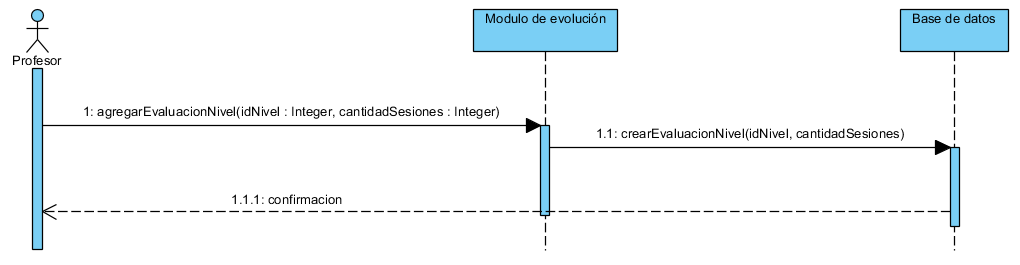 Profesor
Modulo de evolución
Base de datos
1: agregarEvaluacionNivel(idNivel : Integer, cantidadSesiones : Integer)
1.1: crearEvaluacionNivel(idNivel, cantidadSesiones)
1.1.1: confirmacion